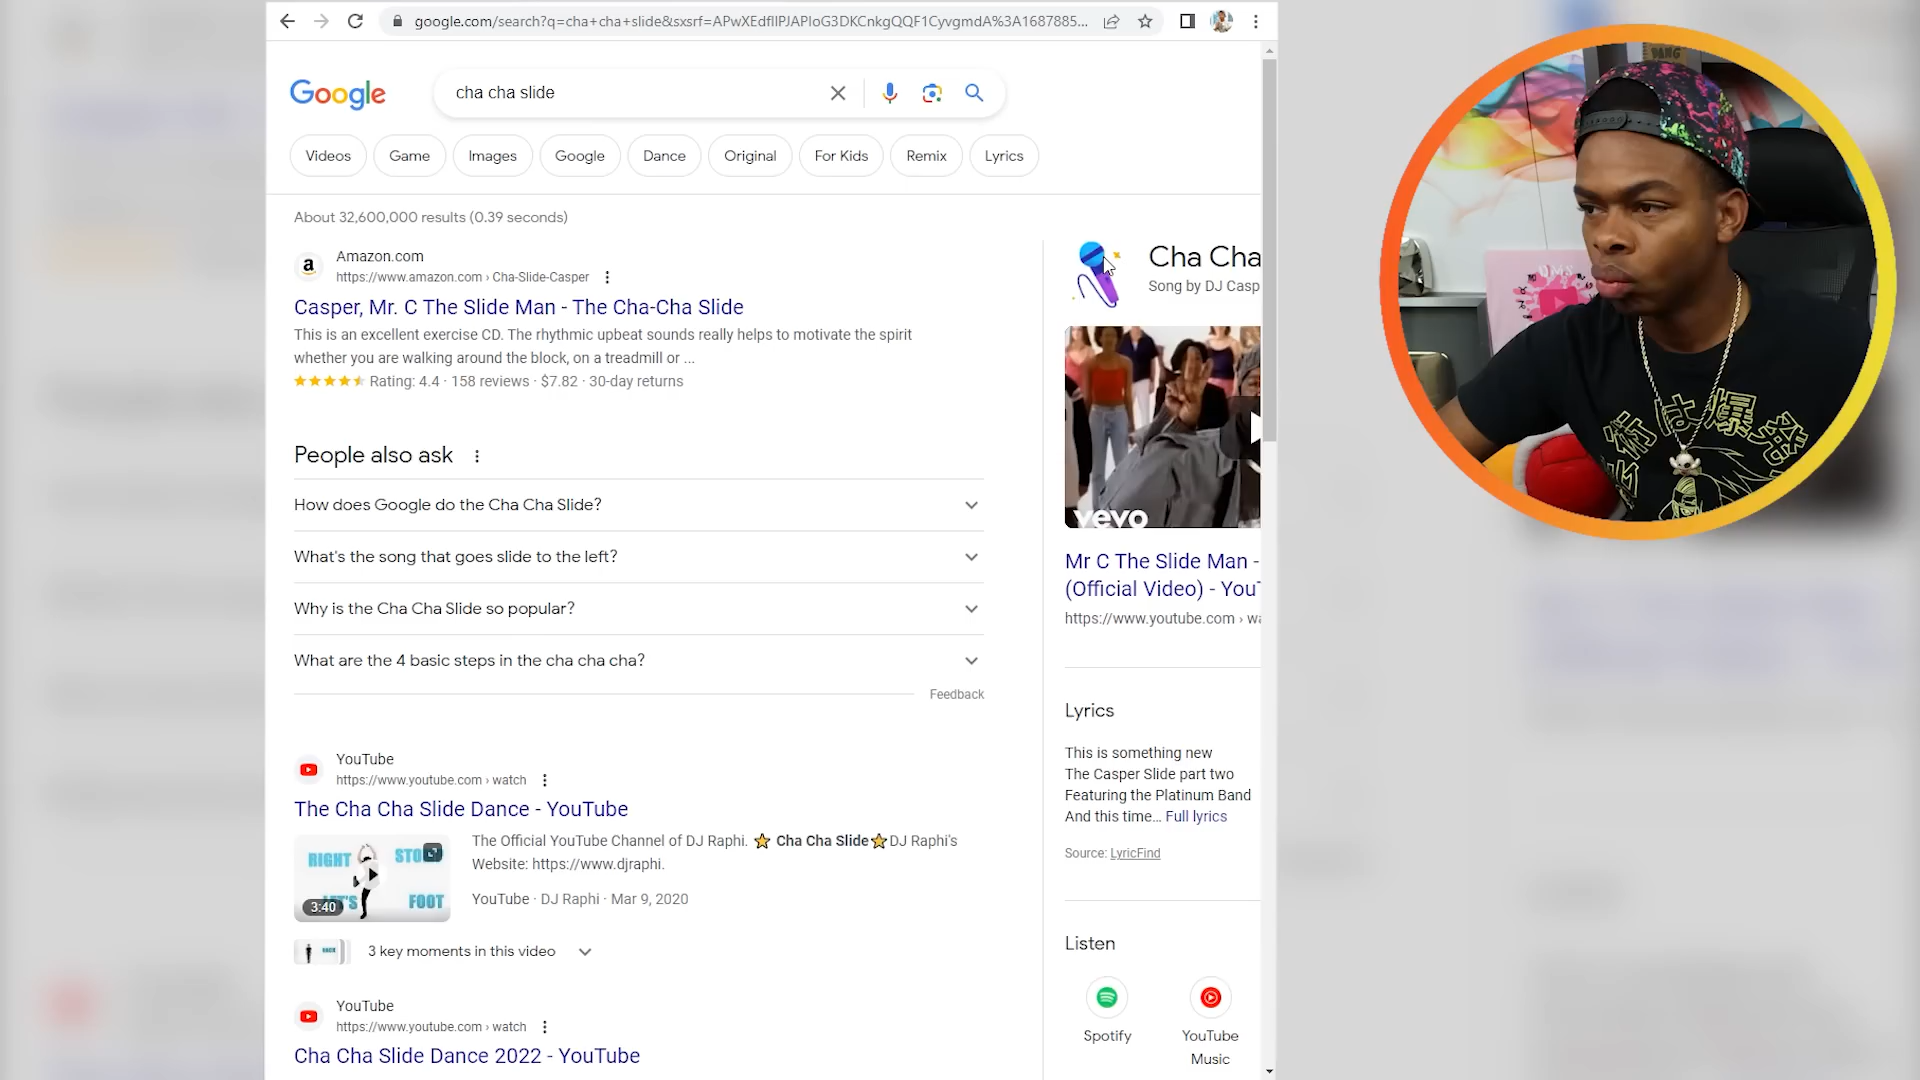 google.com/search?q=cha+cha+slide&sxsrf=APwXEdfllPJAPIoG3DKCnkgQQF1CyvgmdA%3A1687885...
Google
cha cha slide
Videos
Game
Images
Google
Dance
Original
For Kids
Remix
Lyrics
About 32,600,000 results (0.39 seconds)
Amazon.com
https://www.amazon.com › Cha-Slide-Casper
Casper, Mr. C The Slide Man - The Cha-Cha Slide
This is an excellent exercise CD. The rhythmic upbeat sounds really helps to motivate the spirit
whether you are walking around the block, on a treadmill or ...
Rating: 4.4 · 158 reviews · $7.82 · 30-day returns
People also ask
How does Google do the Cha Cha Slide?
What's the song that goes slide to the left?
Why is the Cha Cha Slide so popular?
What are the 4 basic steps in the cha cha cha?
Feedback
YouTube
https://www.youtube.com › watch
The Cha Cha Slide Dance - YouTube
RIGHT
FOOT
3:40
The Official YouTube Channel of DJ Raphi. ⭐ Cha Cha Slide⭐DJ Raphi's
Website: https://www.djraphi.
YouTube · DJ Raphi · Mar 9, 2020
3 key moments in this video
YouTube
https://www.youtube.com › watch
Cha Cha Slide Dance 2022 - YouTube
Cha Cha
Song by DJ Casp
vevo
Mr C The Slide Man -
(Official Video) - You
https://www.youtube.com › wa
Lyrics
This is something new
The Casper Slide part two
Featuring the Platinum Band
And this time... Full lyrics
Source: LyricFind
Listen
Spotify
YouTube
Music
PANG
術は爆発